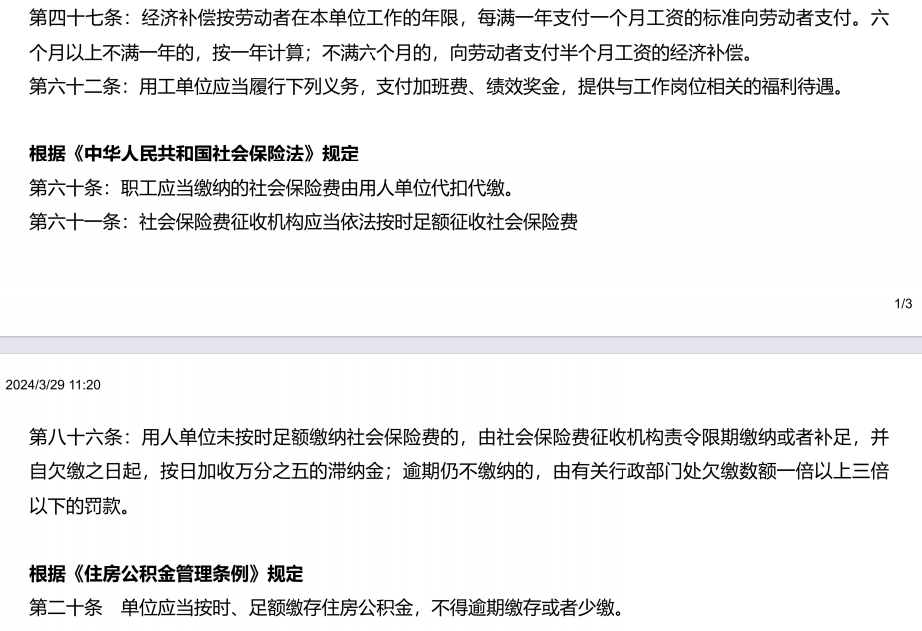 第四十七条：经济补偿按劳动者在本单位工作的年限，每满一年支付一个月工资的标准向劳动者支付。六
个月以上不满一年的，按一年计算；不满六个月的，向劳动者支付半个月工资的经济补偿。
第六十二条：用工单位应当履行下列义务，支付加班费、绩效奖金，提供与工作岗位相关的福利待遇。
根据《中华人民共和国社会保险法》规定
第六十条：职工应当缴纳的社会保险费由用人单位代扣代缴。
第六十一条：社会保险费征收机构应当依法按时足额征收社会保险费
1/3
2024/3/29 11:20
第八十六条：用人单位未按时足额缴纳社会保险费的，由社会保险费征收机构责令限期缴纳或者补足，并
自欠缴之日起，按日加收万分之五的滞纳金；逾期仍不缴纳的，由有关行政部门处欠缴数额一倍以上三倍
以下的罚款。
根据《住房公积金管理条例》规定
第二十条　单位应当按时、足额缴存住房公积金，不得逾期缴存或者少缴。